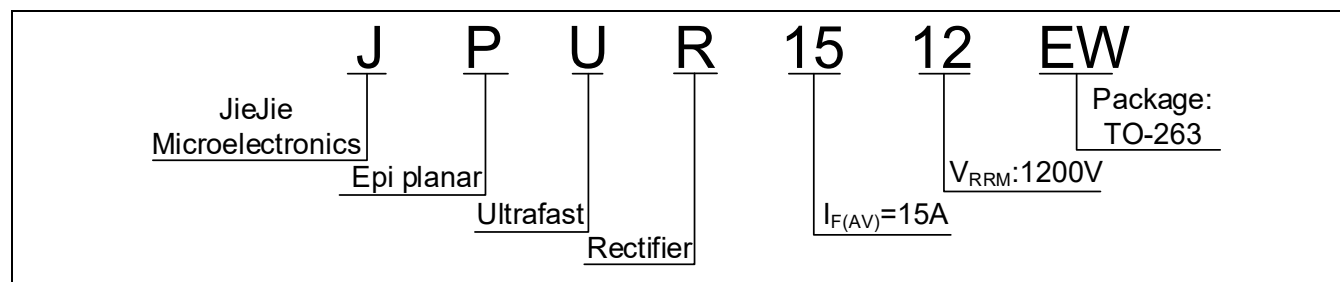 J P U R 15 12 EW
JieJie
Microelectronics
Epi planar
Ultrafast
Rectifier
IF(AV)=15A
VRRM:1200V
Package:
TO-263